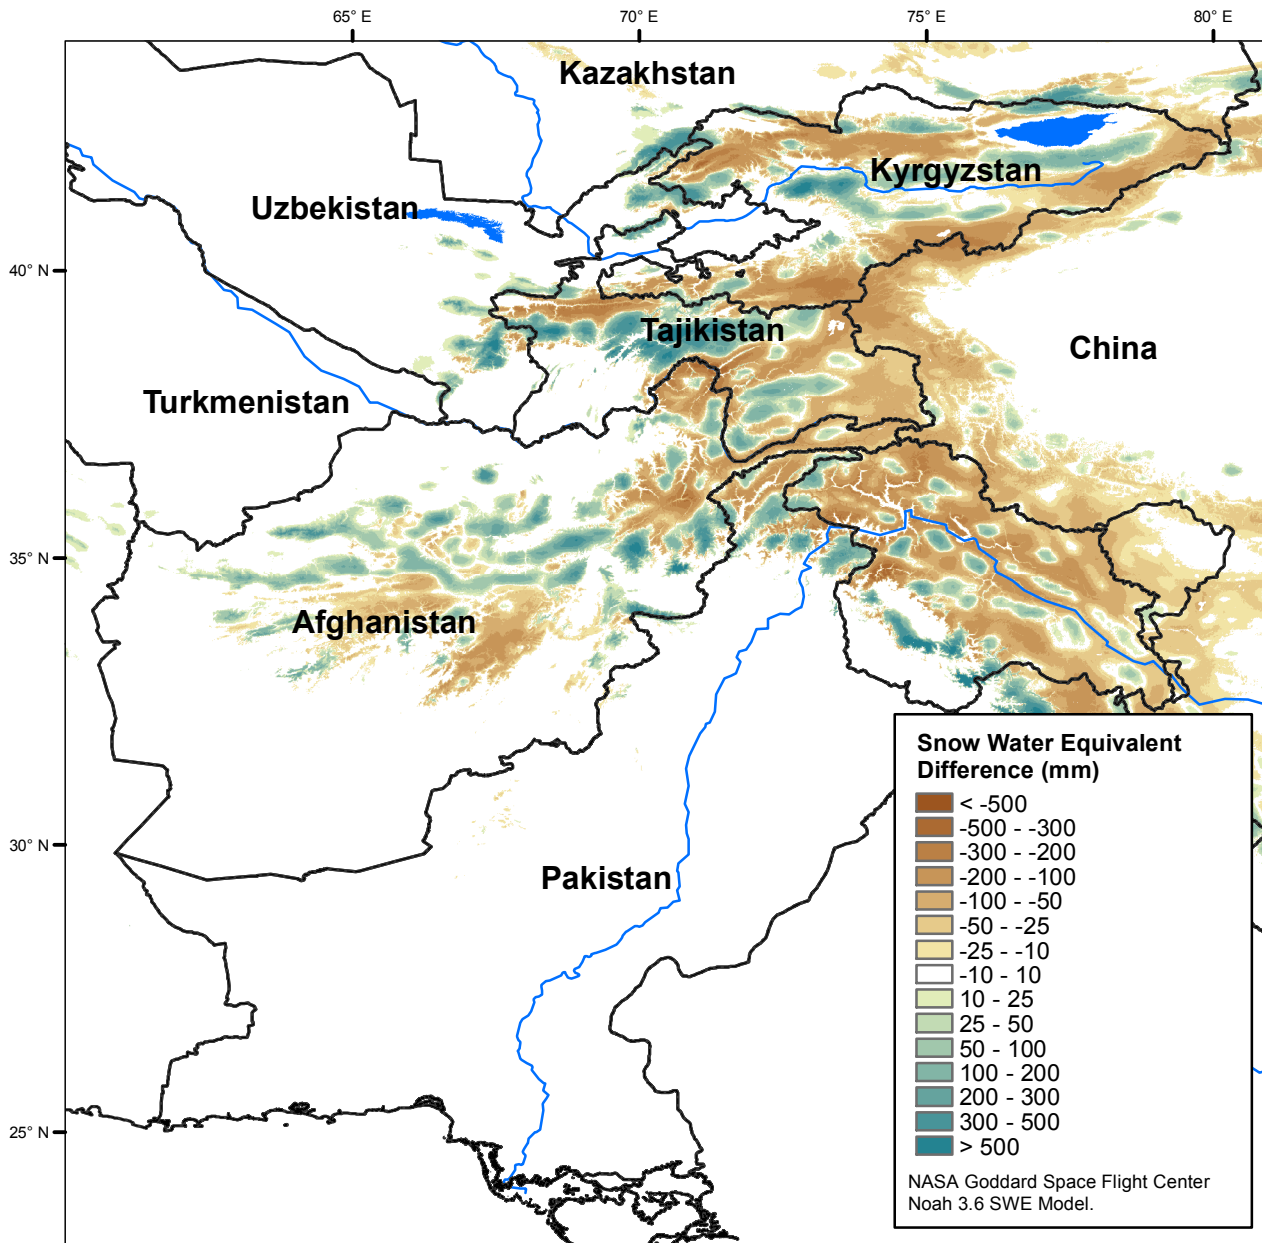 65° E
70° E
75° E
80° E
Kazakhstan
Kyrgyzstan
Uzbekistan
40° N
Tajikistan
China
Turkmenistan
35° N
Afghanistan
30° N
Pakistan
25° N
Snow Water Equivalent
Difference (mm)
< -500
-500 - -300
-300 - -200
-200 - -100
-100 - -50
-50 - -25
-25 - -10
-10 - 10
10 - 25
25 - 50
50 - 100
100 - 200
200 - 300
300 - 500
> 500
NASA Goddard Space Flight Center
Noah 3.6 SWE Model.